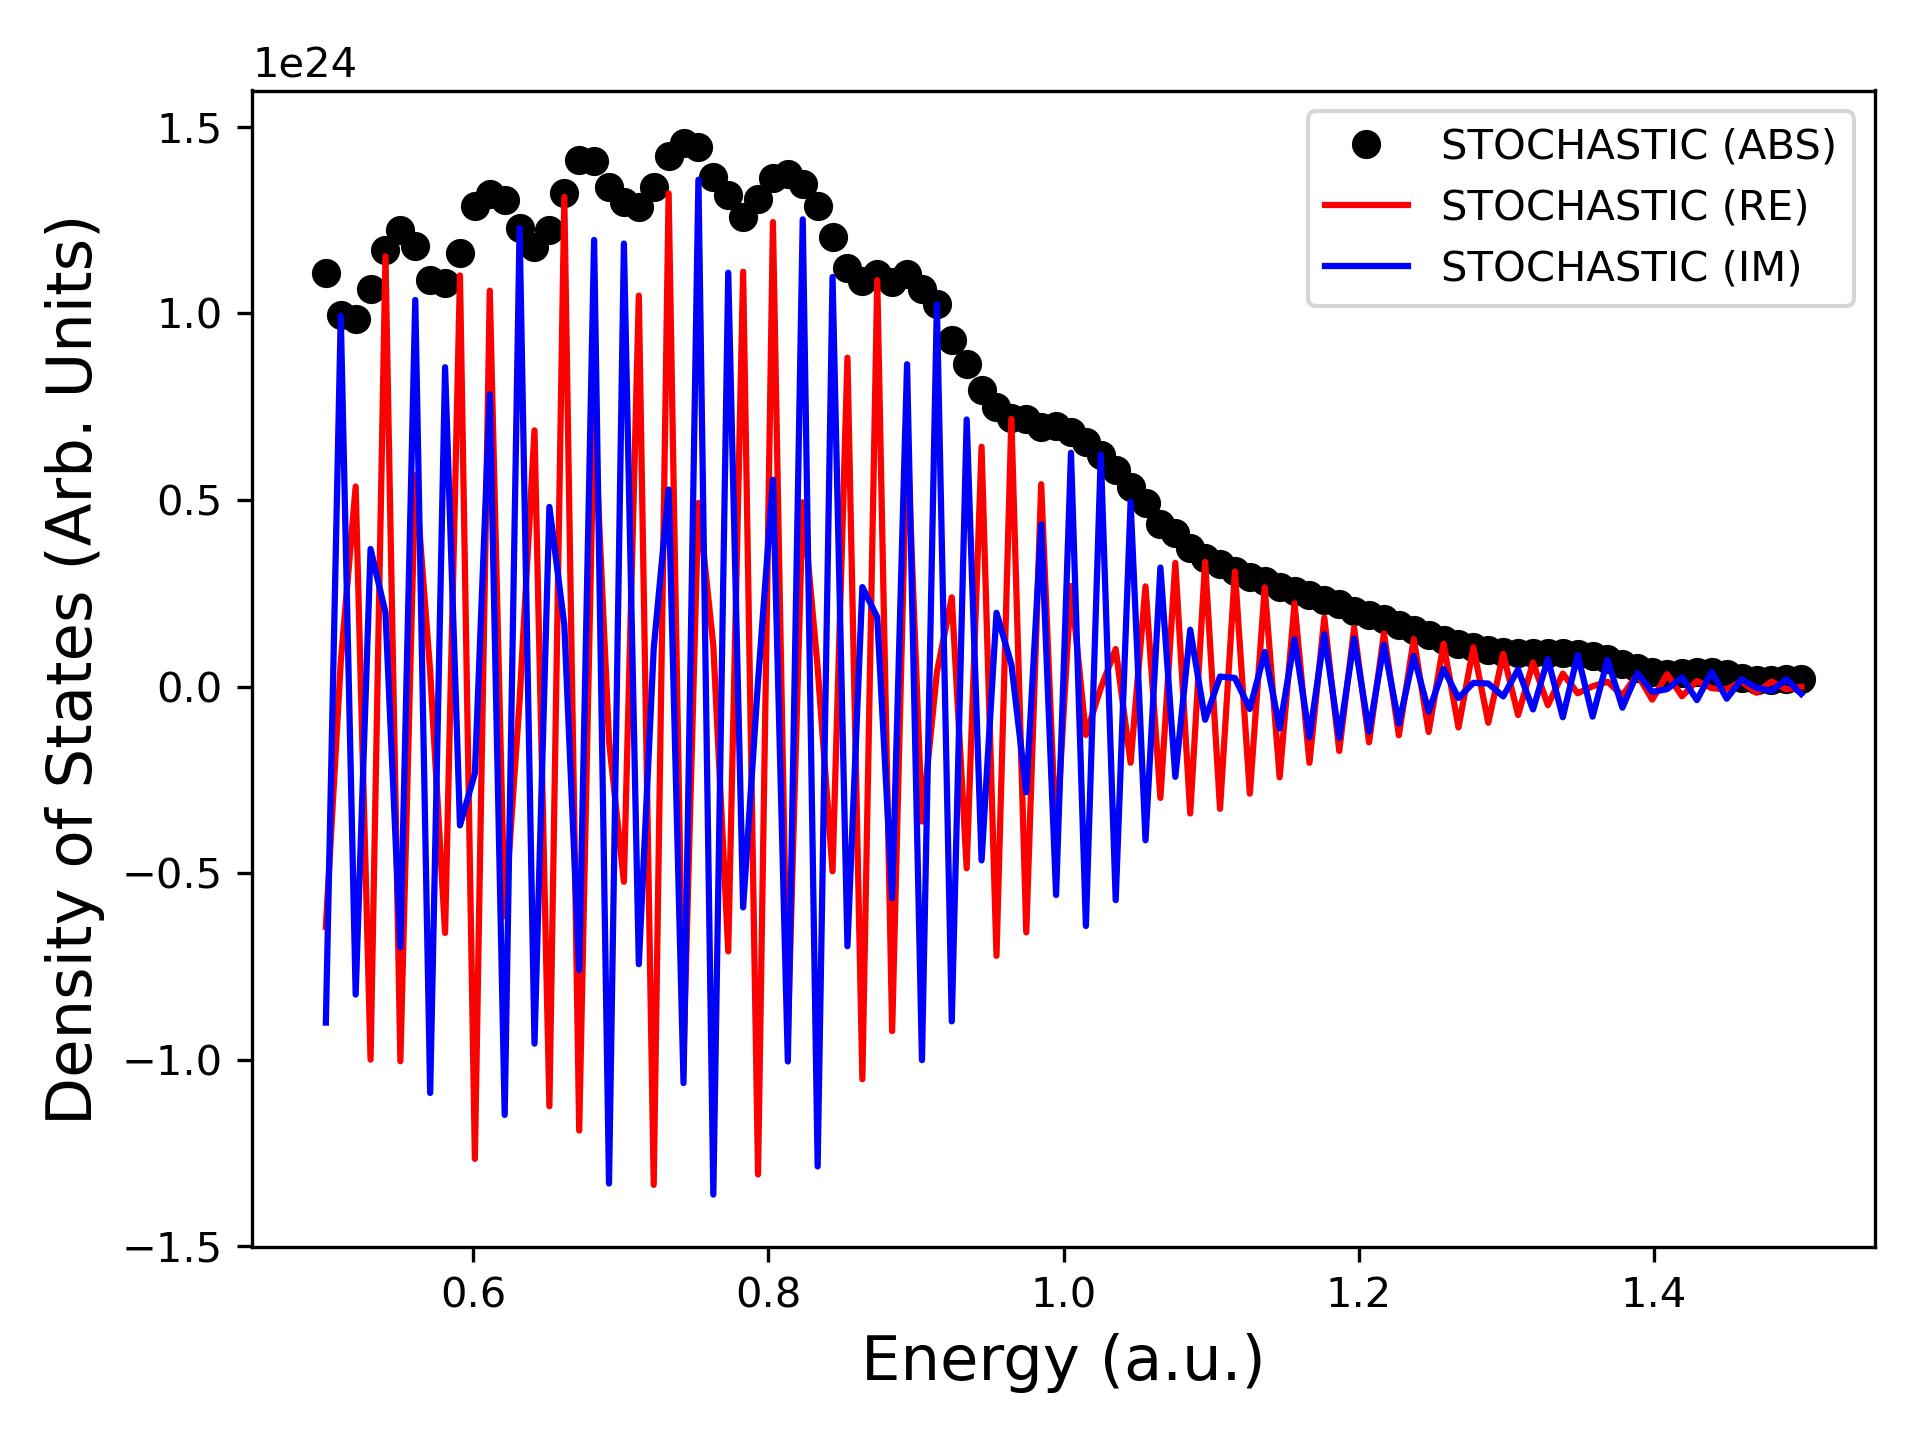 1e24
1.5
1.0
0.5
0.0
−0.5
−1.0
−1.5
Density of States (Arb. Units)
STOCHASTIC (ABS)
STOCHASTIC (RE)
STOCHASTIC (IM)
0.6
0.8
1.0
1.2
1.4
Energy (a.u.)